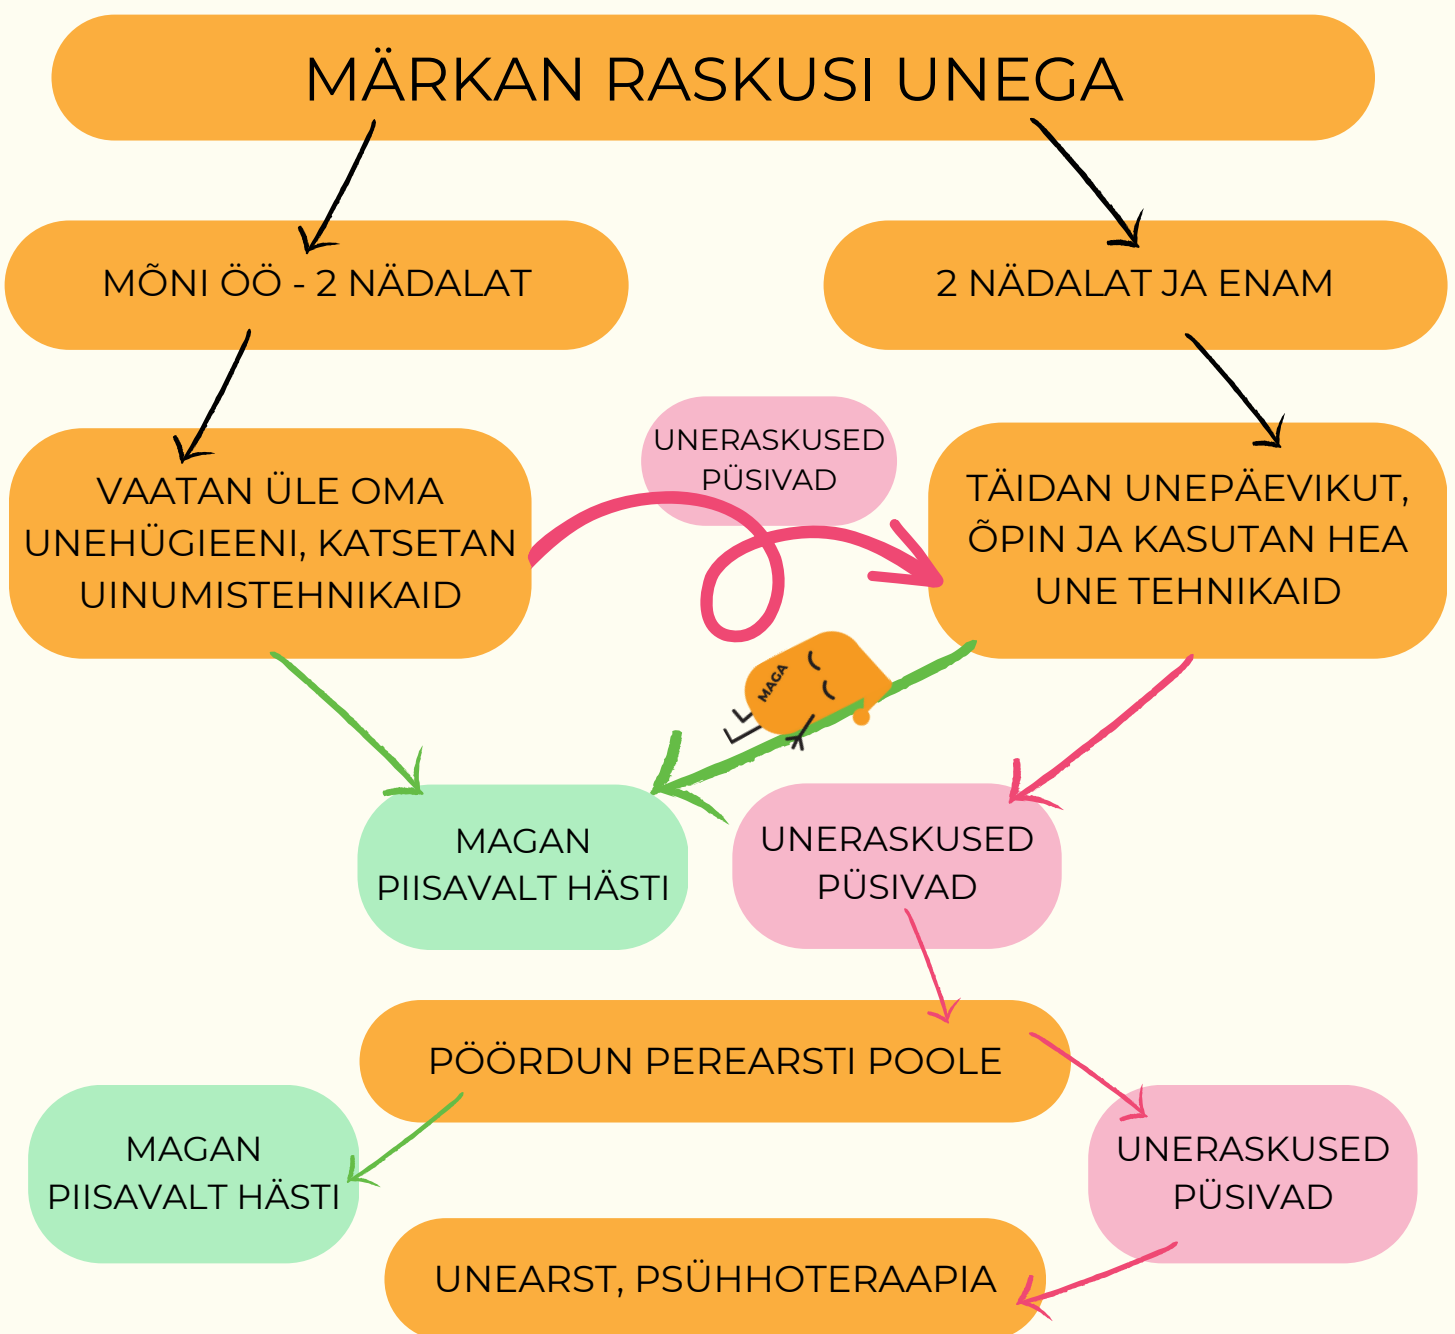 MÄRKAN RASKUSI UNEGA
MÕNI ÖÖ - 2 NÄDALAT
2 NÄDALAT JA ENAM
VAATAN ÜLE OMA
UNEHÜGIEENI, KATSETAN
UINUMISTEHNIKAID
UNERASKUSED
PÜSIVAD
TÄIDAN UNEPÄEVIKUT,
ÕPIN JA KASUTAN HEA
UNE TEHNIKAID
MAGA
MAGAN
PIISAVALT HÄSTI
UNERASKUSED
PÜSIVAD
PÖÖRDUN PEREARSTI POOLE
MAGAN
PIISAVALT HÄSTI
UNERASKUSED
PÜSIVAD
UNEARST, PSÜHHOTERAAPIA